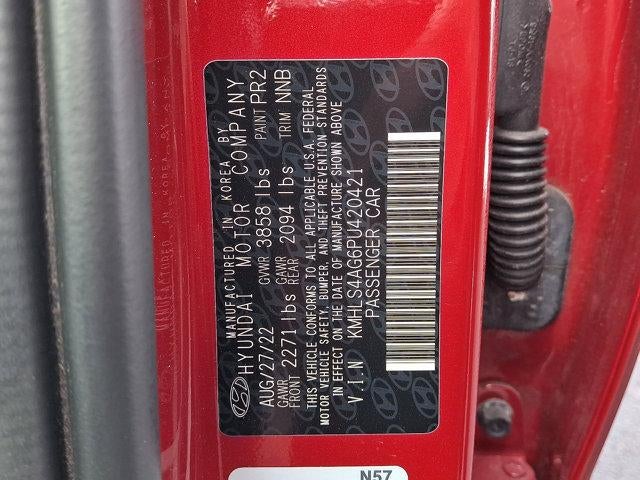 MANUFACTURED IN KOREA BY
HYUNDAI MOTOR COMPANY
AUG/27/22 GVWR 3858 lbs PAINT PR2
GAWR FRONT 2271 lbs GAWR REAR 2094 lbs TRIM NNB
THIS VEHICLE CONFORMS TO ALL APPLICABLE U.S.A. FEDERAL
MOTOR VEHICLE SAFETY, BUMPER, AND THEFT PREVENTION STANDARDS
IN EFFECT ON THE DATE OF MANUFACTURE SHOWN ABOVE
V.I.N KMHLS4AG6PU420421
PASSENGER CAR
N57